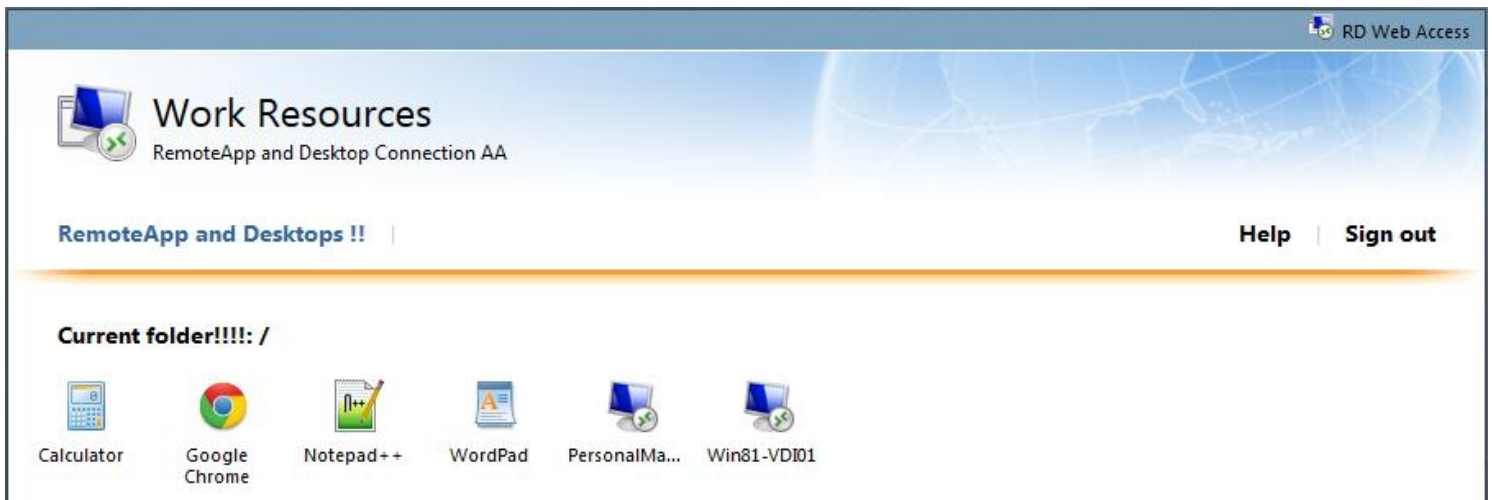 RD Web Access
Work Resources
RemoteApp and Desktop Connection AA
RemoteApp and Desktops !! | Help | Sign out
Current folder!!!!: /
Calculator Google Chrome Notepad++ WordPad PersonalMa... Win81-VDI01